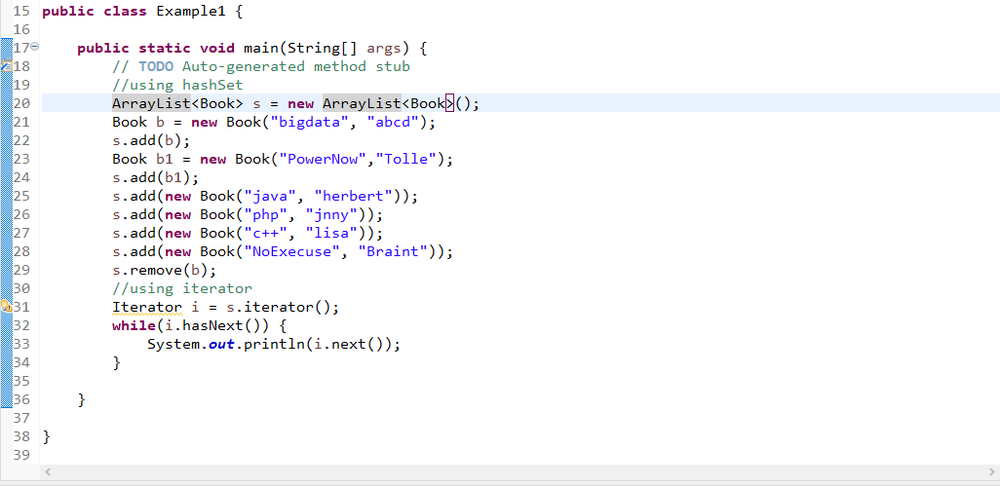 15 public class Example1 {
16
17 public static void main(String[] args) {
18 // TODO Auto-generated method stub
19 //using hashSet
20 ArrayList<Book> s = new ArrayList<Book>();
21 Book b = new Book("bigdata", "abcd");
22 s.add(b);
23 Book b1 = new Book("PowerNow","Tolle");
24 s.add(b1);
25 s.add(new Book("java", "herbert"));
26 s.add(new Book("php", "jnny"));
27 s.add(new Book("c++", "lisa"));
28 s.add(new Book("NoExecuse", "Braint"));
29 s.remove(b);
30 //using iterator
31 Iterator i = s.iterator();
32 while(i.hasNext()) {
33 System.out.println(i.next());
34 }
35
36 }
37
38 }
39